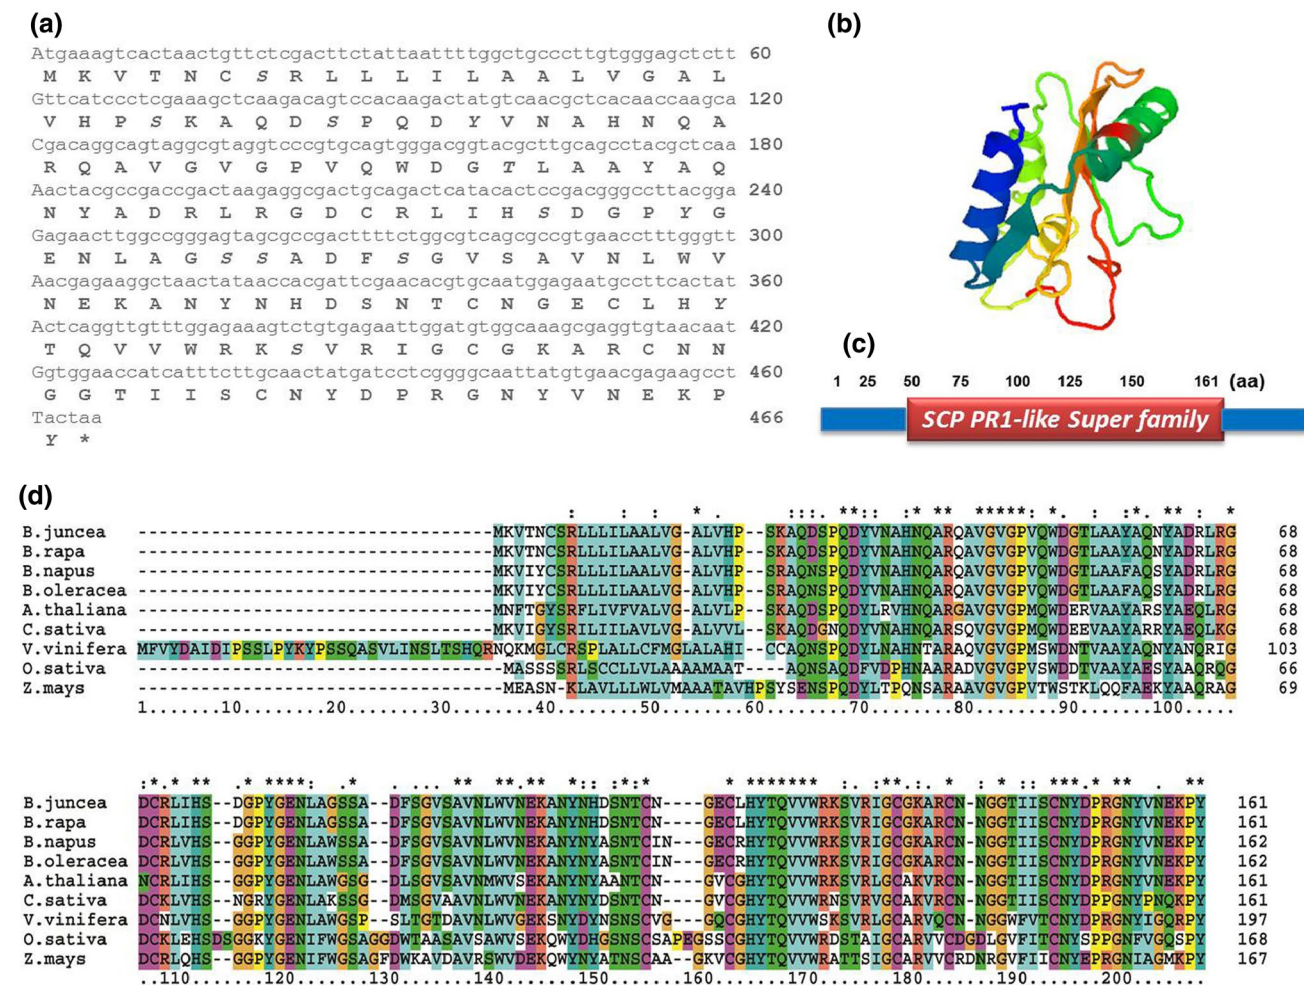 (a)
Atgaaagtcactaactgttctcgacttctattaattttggctgcccttgtgggagctctt 60
M K V T N C S R L L L I L A A L V G A L
Gttcatccctcgaaagctcaagacagtccacaagactatgtcaacgctcacaaccaagca 120
V H P S K A Q D S P Q D Y V N A H N Q A
Cgacaggcagtaggcgtaggtcccgtgcagtgggacggtacgcttgcagcctacgctcaa 180
R Q A V G V G P V Q W D G T L A A Y A Q
Aactacgccgaccgactaagaggcgactgcagactcatacactccgacgggccttacgga 240
N Y A D R L R G D C R L I H S D G P Y G
Gagaacttggccgggagtagcgccgacttttctggcgtcagcgccgtgaacctttgggtt 300
E N L A G S S A D F S G V S A V N L W V
Aacgagaaggctaactataaccacgattcgaacacgtgcaatggagaatgccttcactat 360
N E K A N Y N H D S N T C N G E C L H Y
Actcaggttgtttggagaaagtctgtgagaattggatgtggcaaagcgaggtgtaacaat 420
T Q V V W R K S V R I G C G K A R C N N
Ggtggaaccatcatttcttgcaactatgatcctcggggcaattatgtgaacgagaagcct 460
G G T I I S C N Y D P R G N Y V N E K P
Tactaa 466
Y *
(b)
(c)
1 25 50 75 100 125 150 161 (aa)
SCP PR1-like Super family
(d)
: : : * . *::. ** :: * ** ***** :* . : :* ** : *
B.juncea ----------------------------------MKVTNCSRLLLILAALVG-ALVHP--SKAQDSPQDYVNAHNQARQAVGVGPVQWDGTLAAYAQNYADRLRG 68
B.rapa ----------------------------------MKVTNCSRLLLILAALVG-ALVHP--SKAQDSPQDYVNAHNQARQAVGVGPVQWDGTLAAYAQNYADRLRG 68
B.napus ----------------------------------MKVIYCSRLLLILAALVG-ALVHP--SRAQNSPQDYVNAHNQARQAVGVGPVQWDGTLAAFAQSYADRLRG 68
B.oleracea ----------------------------------MKVIYCSRLLLILAALVG-ALVHP--SRAQNSPQDYVNAHNQARQAVGVGPVQWDGTLAAFAQNYADRLRG 68
A.thaliana ----------------------------------MNFTGYSRFLIVFVALVG-ALVLP--SKAQDSPQDYLRVHNQARGAVGVGPMQWDERVAAYARSYAEQLRG 68
C.sativa ----------------------------------MKVIGYSRLLLILAVLVG-ALVVL--SKAQDGNQDYVNAHNQARSQVGVGPMQWDEEVAAYARRYAEQLKG 68
V.vinifera MFVYDAIDIPSSLPYKYPSSQASVLINSLTSHQRNQKMGLCRSPLALLCFMGLALAHI--CCAQNSPQDYLNAHNTARAQVGVGPMSWDNTVAAYAQNYANQRIG 103
O.sativa -----------------------------------MASSSSRLSCCLLVLAAAAMAAT----AQNSAQDFVDPHNAARADVGVGPVSWDDTVAAYAESYAAQRQG 66
Z.mays -----------------------------------MEASN-KLAVLLLWLVMAAATAVHPSYSENSPQDYLTPQNSARAAVGVGPVTWSTKLQQFAEKYAAQRAG 69
1.......10........20........30........40........50........60........70........80........90........100.....
:* * ** * ****: * . . ** ** ** *:: *:* * ******* . : **: * : :: *** * ** **
B.juncea DCRLIHS--DGPYGENLAGSSA--DFSGVSAVNLWVNEKANYNHDSNTCN----GECLHYTQVVWRKSVRIGCGKARCN-NGGTIISCNYDPRGNYVNEKPY 161
B.rapa DCRLIHS--DGPYGENLAGSSA--DFSGVSAVNLWVNEKANYNHDSNTCN----GECLHYTQVVWRKSVRIGCGKARCN-NGGTIISCNYDPRGNYVNEKPY 161
B.napus DCRLVHS--GGPYGENLAWSSA--DFSGVSAVNLWVNEKANYNYDSNTCIN---GECRHYTQVVWRKSVRIGCGKARCN-NGGTIISCNYDPRGNYVNEKPY 162
B.oleracea DCRLVHS--GGPYGENLAWSSA--DFSGVSAVNLWVNEKANYNYASNTCIN---GECRHYTQVVWRKSVRIGCGKARCN-NGGTIISCNYDPRGNYVNEKPY 162
A.thaliana NCRLIHS--GGPYGENLAWGSG--DLSGVSAVNMWVSEKANYNYAANTCN----GVCGHYTQVVWRKSVRLGCAKVRCN-NGGTIISCNYDPRGNYVNEKPY 161
C.sativa DCKLVHS--NGRYGENLAKSSG--DMSGVAAVNLWVNEKANYNYDSNTCN----GVCGHYTQVVWRNSVRIGCAKVRCN-NGGTIISCNYDPPGNYPNQKPY 161
V.vinifera DCNLVHS--GGPYGENLAWGSP--SLTGTDAVNLWVGEKSNYDYNSNSCVG---GQCGHYTQVVWSKSVRLGCARVQCN-NGGWFVTCNYDPRGNYIGQRPY 197
O.sativa DCKLEHSDSGGKYGENIFWGSAGGDWTAASAVSAWVSEKQWYDHGSNSCSAPEGSSCGHYTQVVWRDSTAIGCARVVCDGDLGVFITCNYSPPGNFVGQSPY 168
Z.mays DCRLQHS--GGPYGENIFWGSAGFDWKAVDAVRSWVDEKQWYNYATNSCAA--GKVCGHYTQVVWRATTSIGCARVVCRDNRGVFIICNYEPRGNIAGMKPY 167
..110.......120.......130.......140.......150.......160.......170.......180.......190.......200.......